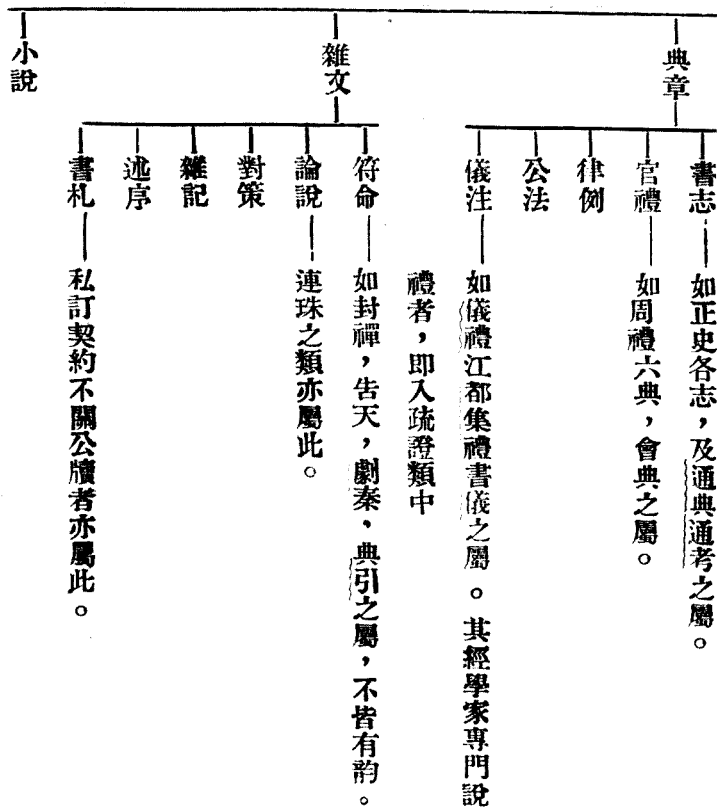 典章
書志——如正史各志，及通典通考之屬。
官禮——如周禮六典，會典之屬。
律例
公法
儀注——如儀禮江都集禮書儀之屬。其經學家專門說
禮者，即入疏證類中
雜文
符命——如封禪，告天，劇秦、典引之屬，不皆有韵。
論說——連珠之類亦屬此。
對策
雜記
述序
書札——私訂契約不關公牘者亦屬此。
小說